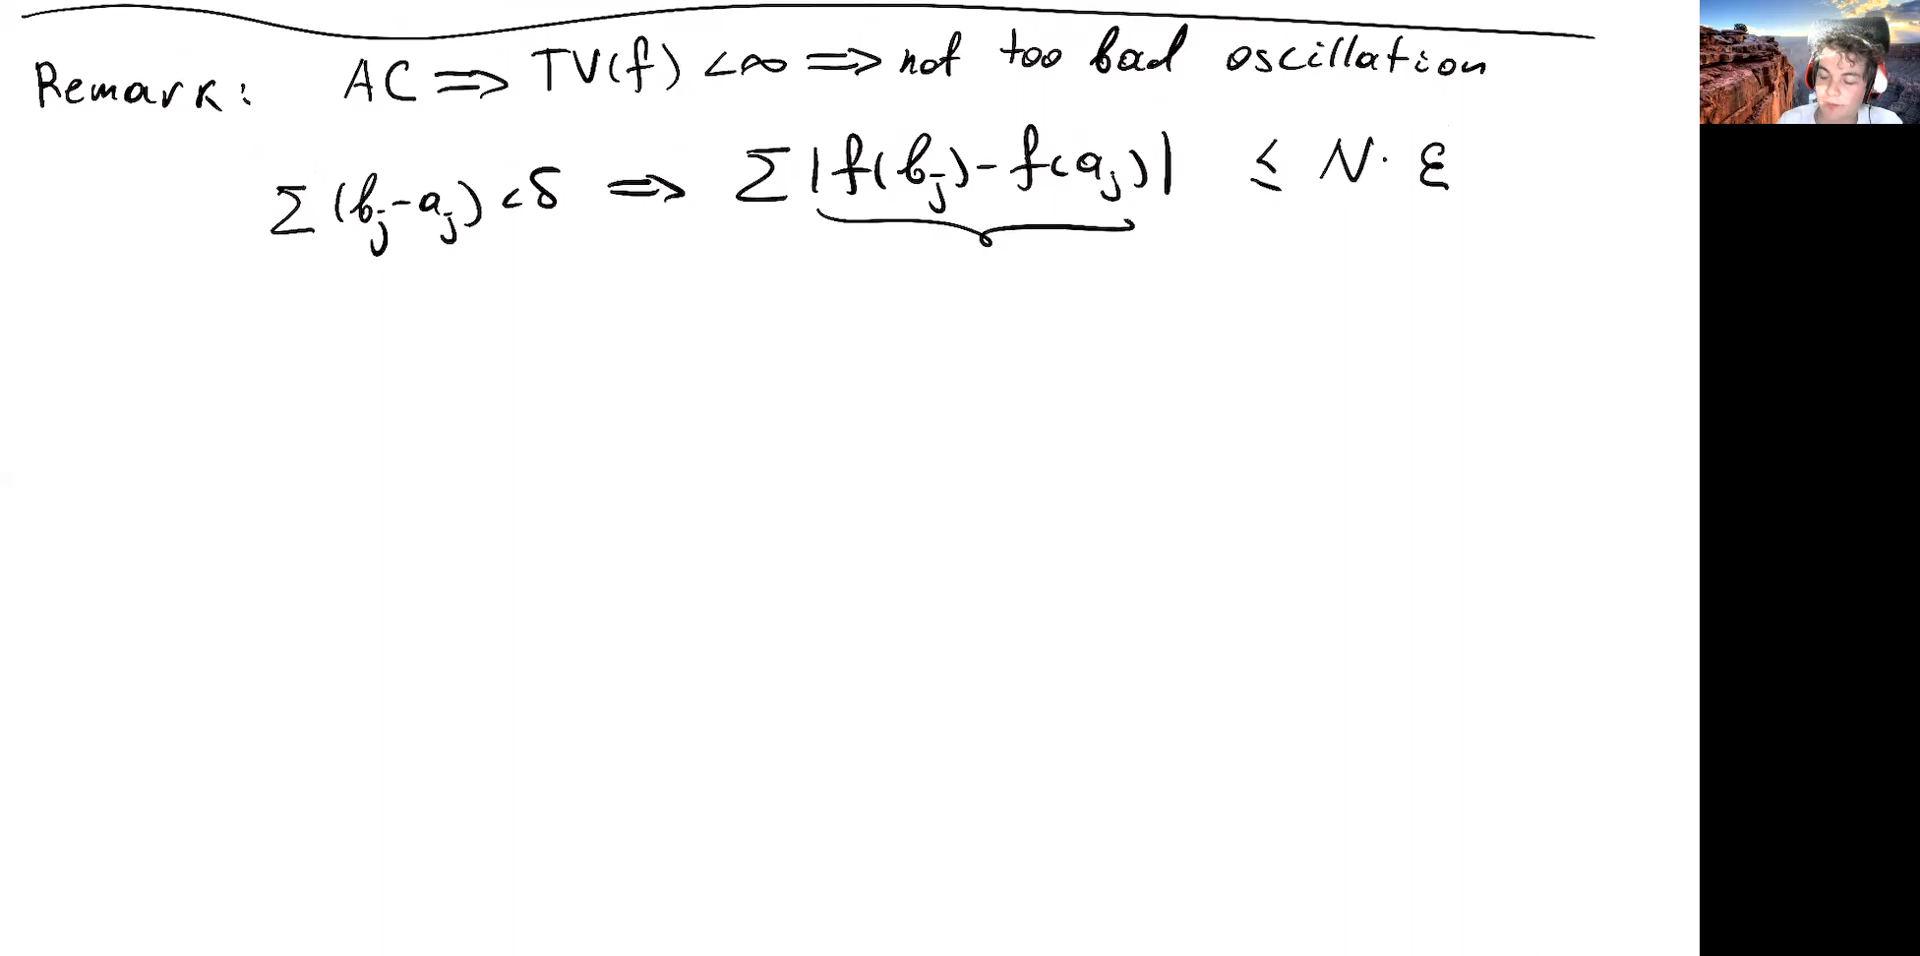 Remark: AC ⇒ TV(f) <∞ ⇒ not too bad oscillation
Σ (bj-aj) <δ ⇒ Σ |f(bj)-f(aj)| ≤ N· ε